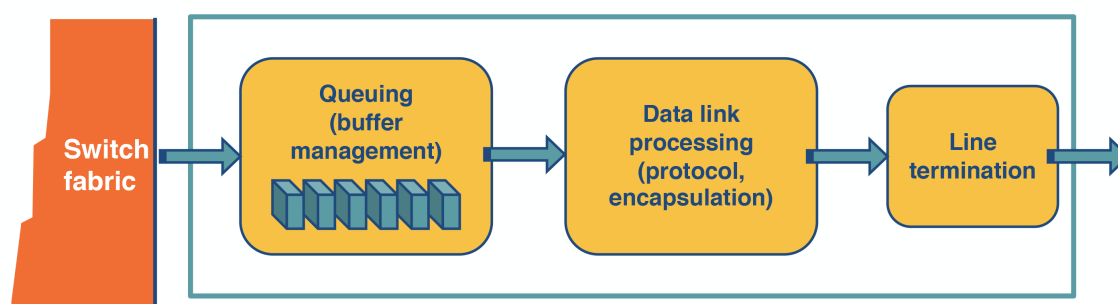 Switch
fabric
Queuing
(buffer
management)
Data link
processing
(protocol,
encapsulation)
Line
termination